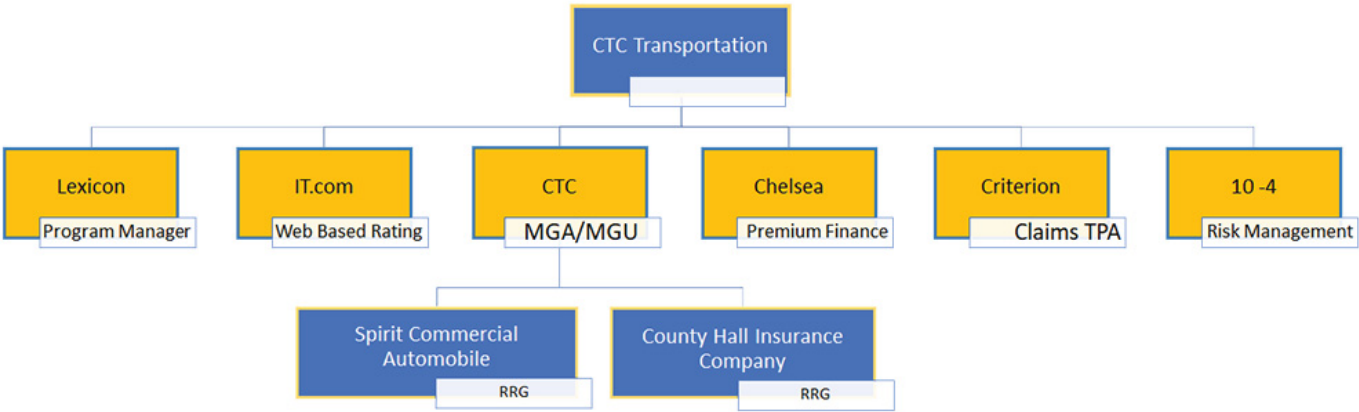 CTC Transportation
Lexicon
Program Manager
IT.com
Web Based Rating
CTC
MGA/MGU
Chelsea
Premium Finance
Criterion
Claims TPA
10 -4
Risk Management
Spirit Commercial
Automobile
RRG
County Hall Insurance
Company
RRG